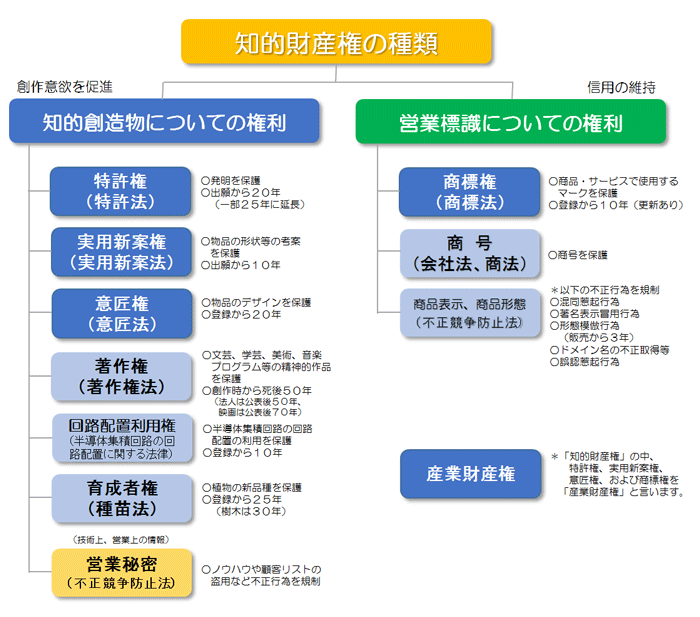 知的財産権の種類
創作意欲を促進
信用の維持
知的創造物についての権利
特許権
（特許法）
○発明を保護
○出願から２０年
（一部２５年に延長）
実用新案権
（実用新案法）
○物品の形状等の考案
を保護
○出願から１０年
意匠権
（意匠法）
○物品のデザインを保護
○登録から２０年
著作権
（著作権法）
○文芸、学芸、美術、音楽
プログラム等の精神的作品
を保護
○創作時から死後５０年
（法人は公表後５０年、
映画は公表後７０年）
回路配置利用権
（半導体集積回路の回
路配置に関する法律）
○半導体集積回路の回路
配置の利用を保護
○登録から１０年
育成者権
（種苗法）
○植物の新品種を保護
○登録から２５年
（樹木は３０年）
（技術上、営業上の情報）
営業秘密
（不正競争防止法）
○ノウハウや顧客リストの
盗用など不正行為を規制
営業標識についての権利
商標権
（商標法）
○商品・サービスで使用する
マークを保護
○登録から１０年（更新あり）
商　号
（会社法、商法）
○商号を保護
商品表示、商品形態
（不正競争防止法）
＊以下の不正行為を規制
○混同惹起行為
○著名表示冒用行為
○形態模倣行為
（販売から３年）
○ドメイン名の不正取得等
○誤認惹起行為
産業財産権
＊「知的財産権」の中、
特許権、実用新案権、
意匠権、および商標権を
「産業財産権」と言います。